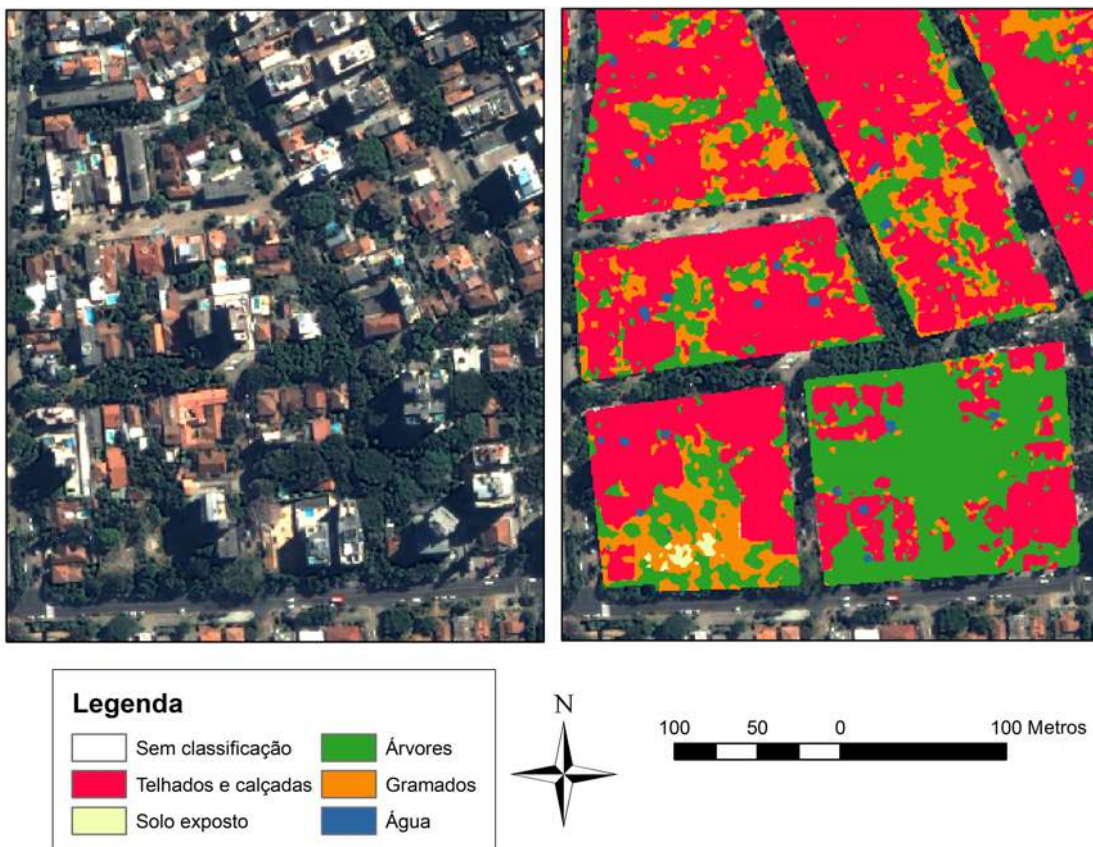 Legenda
Sem classificação
Telhados e calçadas
Solo exposto
Árvores
Gramados
Água
N
100 50 0 100 Metros